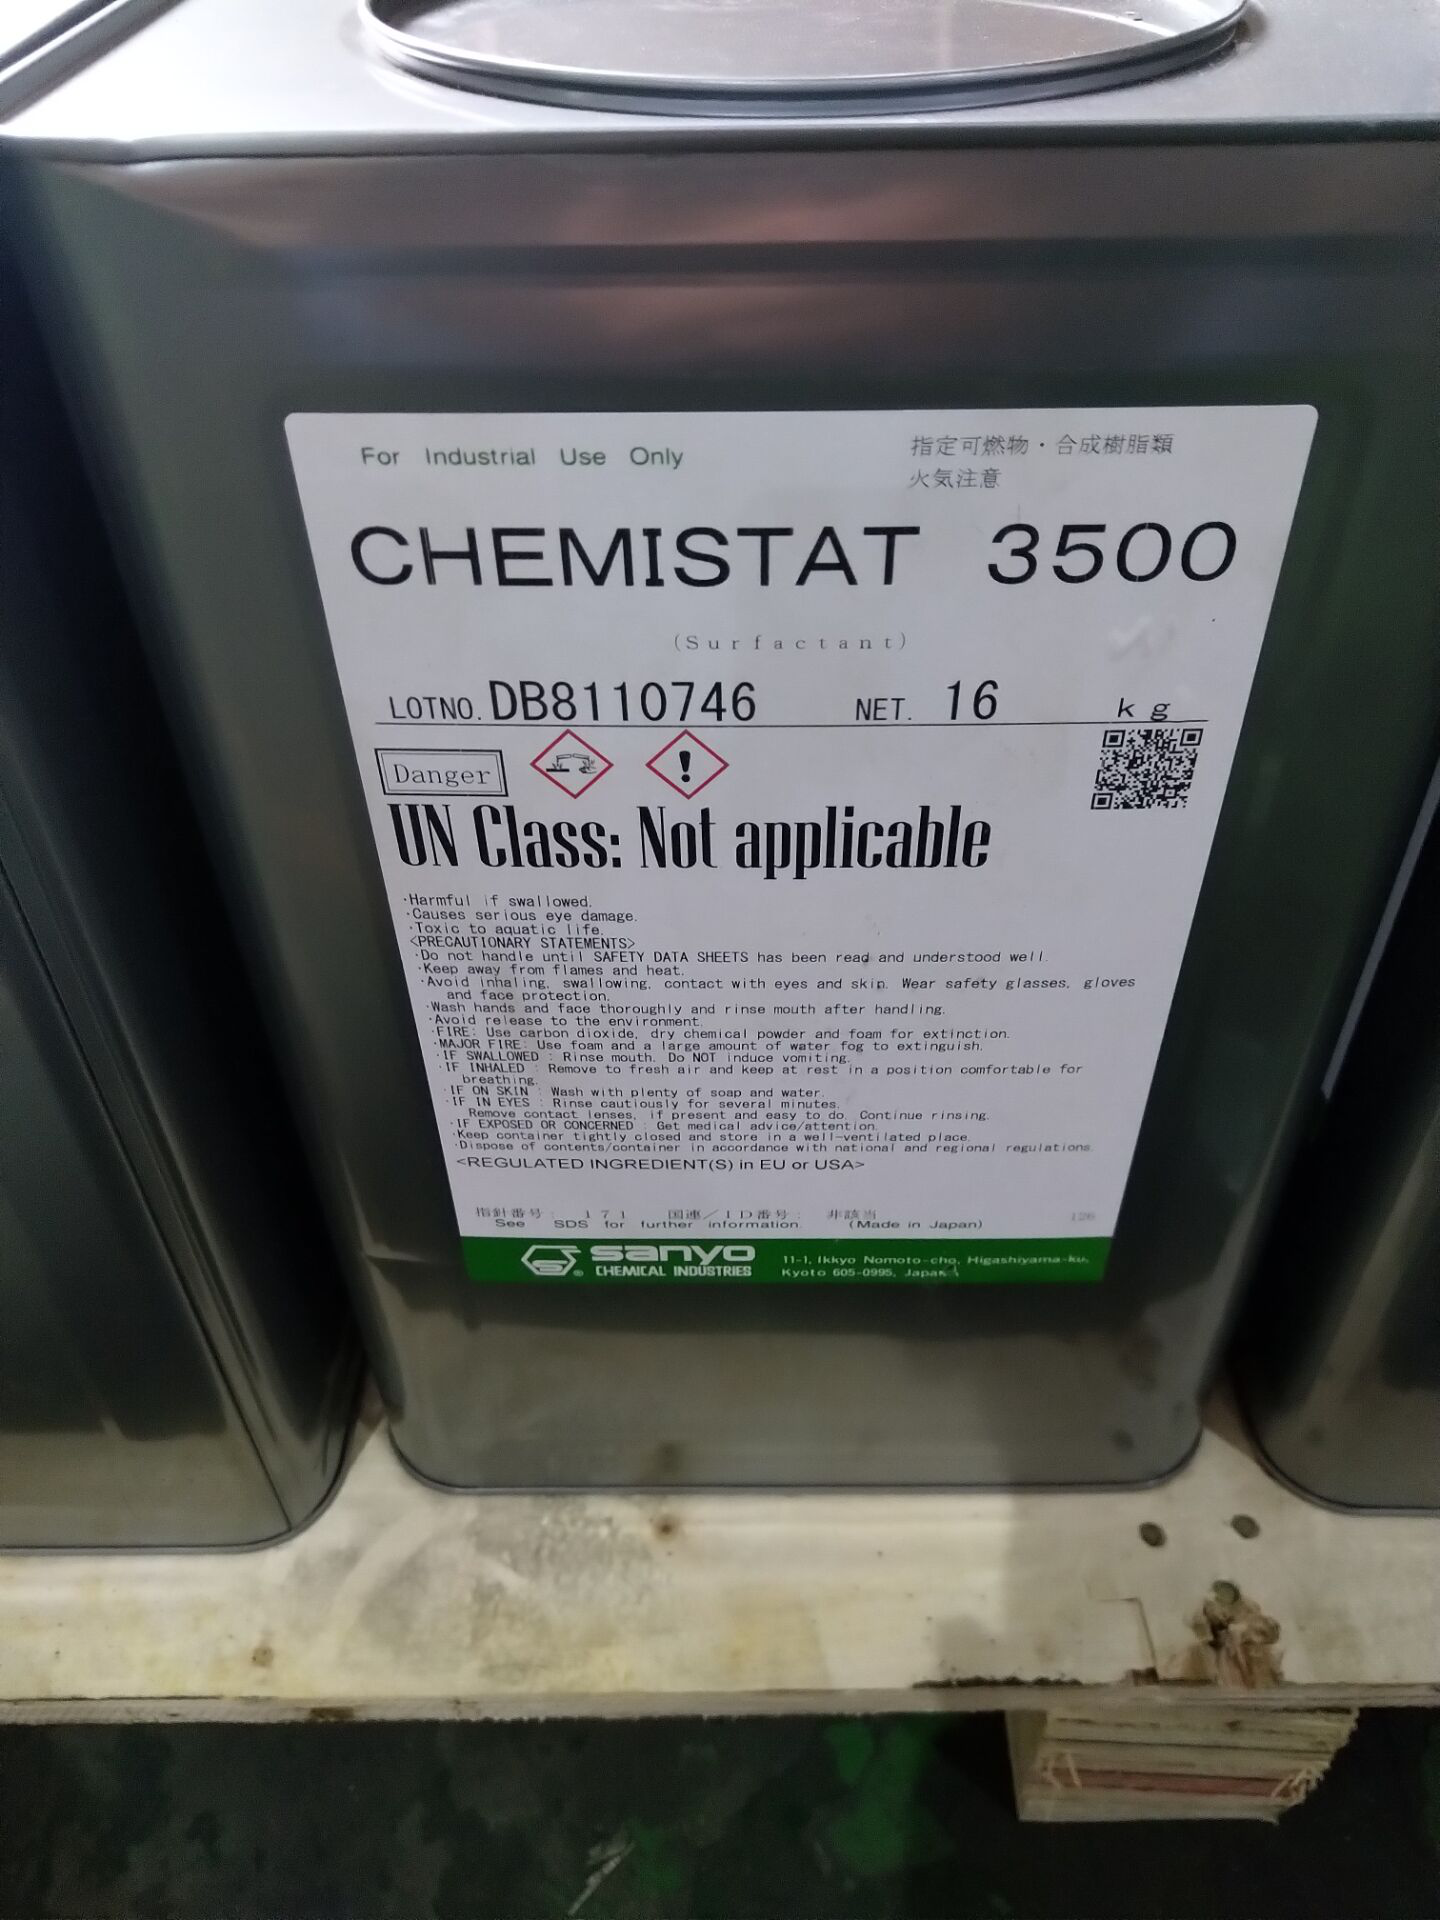 For Industrial Use Only
指定可燃物・合成樹脂類
火気注意
CHEMISTAT 3500
(Surfactant)
LOTNO. DB8110746 NET. 16 kg
Danger
UN Class: Not applicable
・Harmful if swallowed.
・Causes serious eye damage.
・Toxic to aquatic life.
<PRECAUTIONARY STATEMENTS>
・Do not handle until SAFETY DATA SHEETS has been read and understood well.
・Keep away from flames and heat.
・Avoid inhaling, swallowing, contact with eyes and skin. Wear safety glasses, gloves
and face protection.
・Wash hands and face thoroughly and rinse mouth after handling.
・Avoid release to the environment.
・FIRE: Use carbon dioxide, dry chemical powder and foam for extinction.
・MAJOR FIRE: Use foam and a large amount of water fog to extinguish.
・IF SWALLOWED : Rinse mouth. Do NOT induce vomiting.
・IF INHALED : Remove to fresh air and keep at rest in a position comfortable for
breathing.
・IF ON SKIN : Wash with plenty of soap and water.
・IF IN EYES : Rinse cautiously for several minutes.
Remove contact lenses, if present and easy to do. Continue rinsing.
・IF EXPOSED OR CONCERNED : Get medical advice/attention.
・Keep container tightly closed and store in a well-ventilated place.
・Dispose of contents/container in accordance with national and regional regulations.
<REGULATED INGREDIENT(S) in EU or USA>
指針番号: 171 国連/ID番号: 非該当
See SDS for further information. (Made in Japan) 126
sanyo
CHEMICAL INDUSTRIES
11-1, Ikkyo Nomoto-cho, Higashiyama-ku,
Kyoto 605-0995, Japan